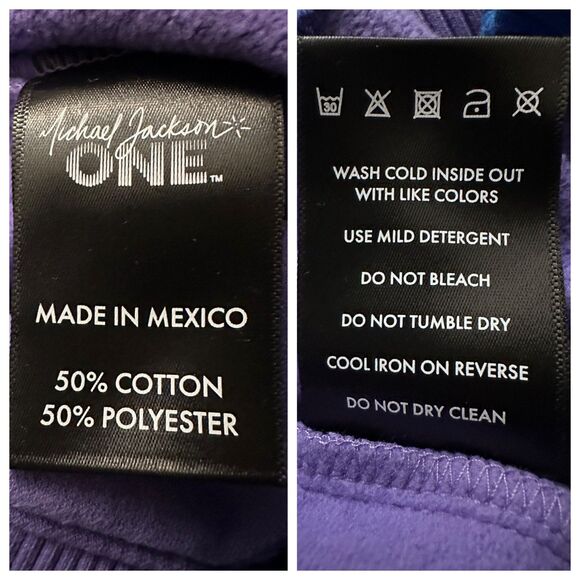 Michael Jackson
ONE™
MADE IN MEXICO
50% COTTON
50% POLYESTER
30
WASH COLD INSIDE OUT
WITH LIKE COLORS
USE MILD DETERGENT
DO NOT BLEACH
DO NOT TUMBLE DRY
COOL IRON ON REVERSE
DO NOT DRY CLEAN